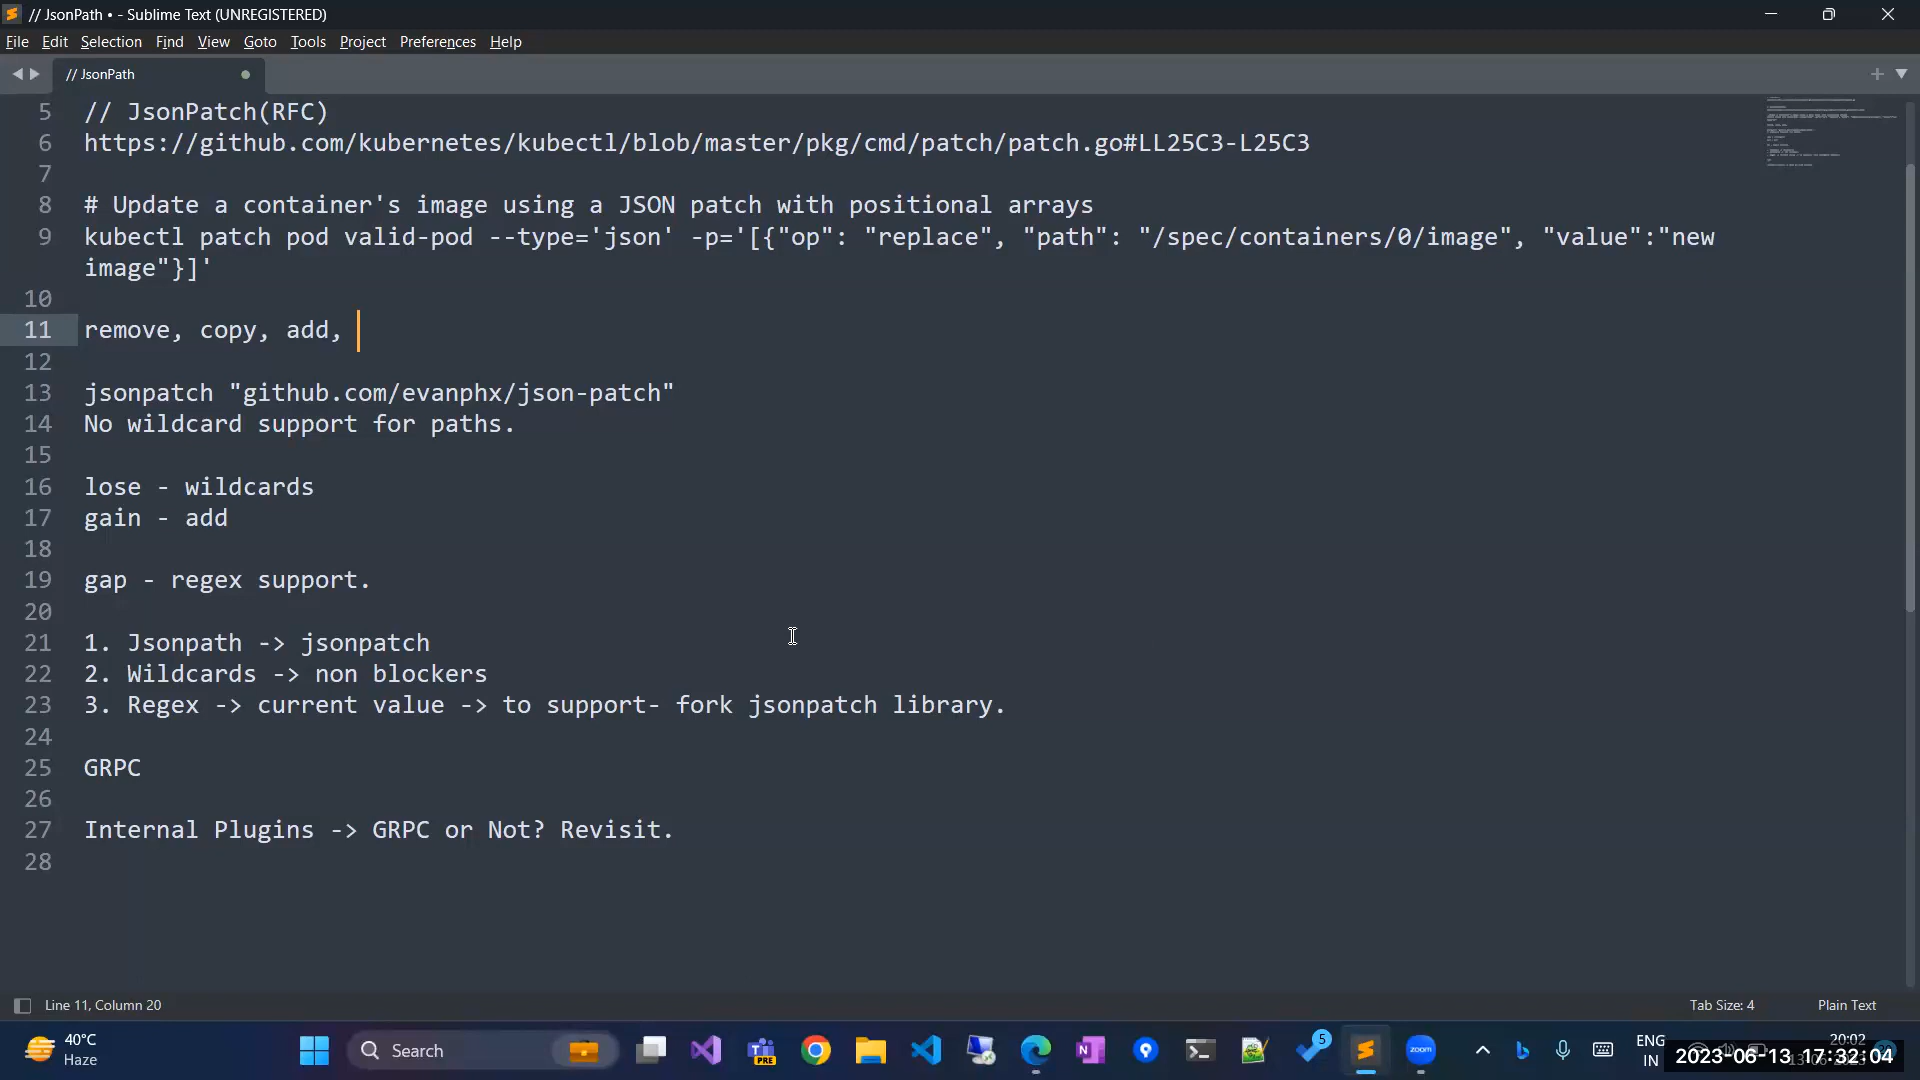 // JsonPath • - Sublime Text (UNREGISTERED)
File Edit Selection Find View Goto Tools Project Preferences Help
// JsonPath
5 // JsonPatch(RFC)
6 https://github.com/kubernetes/kubectl/blob/master/pkg/cmd/patch/patch.go#LL25C3-L25C3
7
8 # Update a container's image using a JSON patch with positional arrays
9 kubectl patch pod valid-pod --type='json' -p='[{"op": "replace", "path": "/spec/containers/0/image", "value":"new
image"}]'
10
11 remove, copy, add,
12
13 jsonpatch "github.com/evanphx/json-patch"
14 No wildcard support for paths.
15
16 lose - wildcards
17 gain - add
18
19 gap - regex support.
20
21 1. Jsonpath -> jsonpatch
22 2. Wildcards -> non blockers
23 3. Regex -> current value -> to support- fork jsonpatch library.
24
25 GRPC
26
27 Internal Plugins -> GRPC or Not? Revisit.
28
Line 11, Column 20 Tab Size: 4 Plain Text
40°C
Haze
Search
PRE
5
zoom
ENG
IN
20:02
2023-06-13 17:32:04